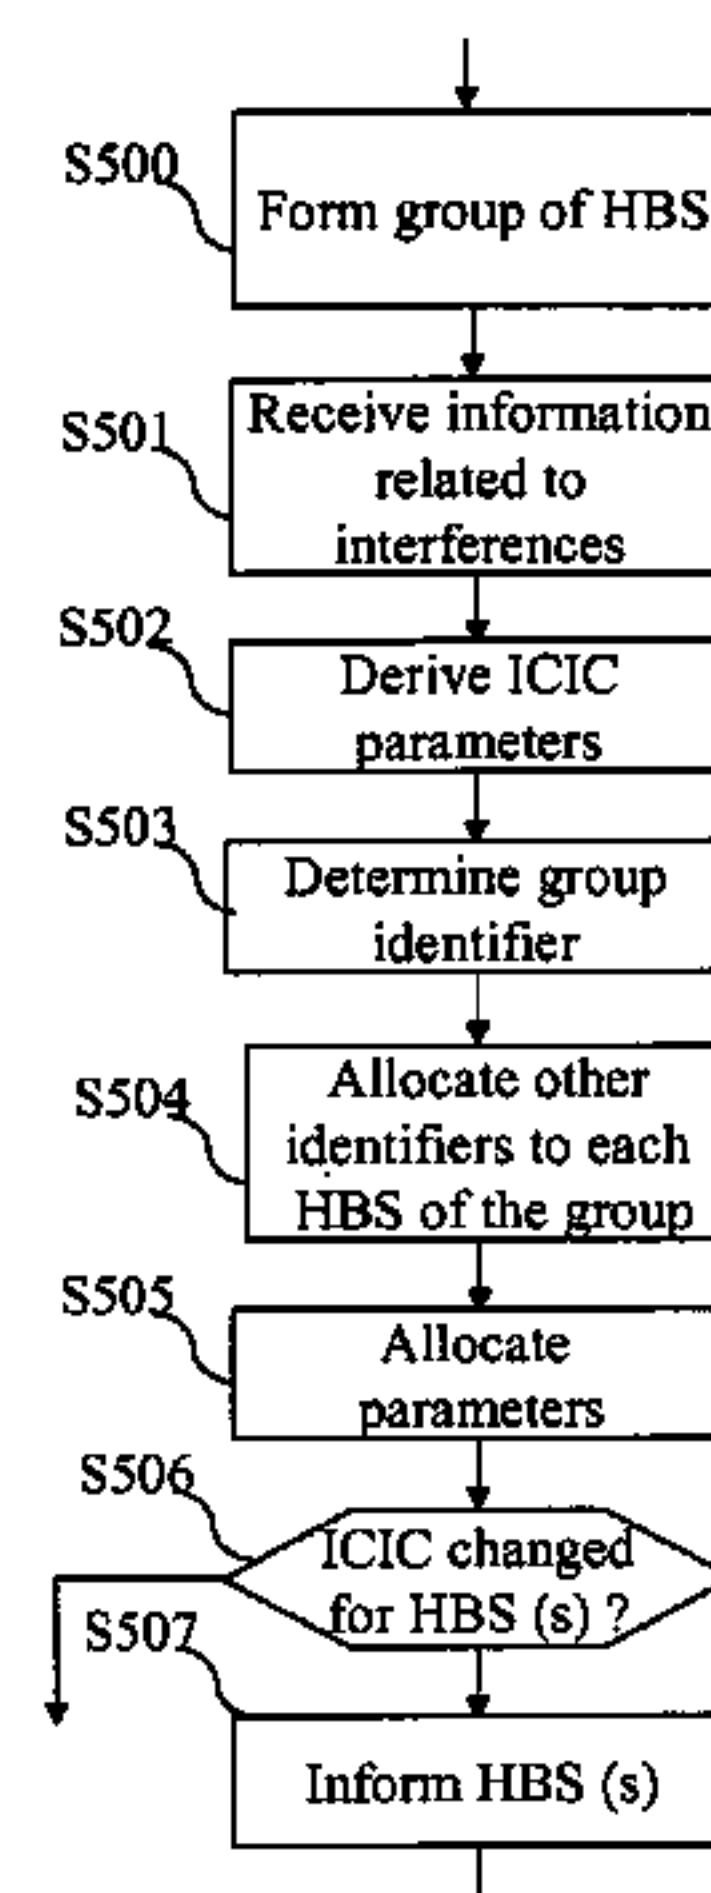 S500
Form group of HBS
S501
Receive information
related to
interferences
S502
Derive ICIC
parameters
S503
Determine group
identifier
S504
Allocate other
identifiers to each
HBS of the group
S505
Allocate
parameters
S506
ICIC changed
for HBS (s) ?
S507
Inform HBS (s)